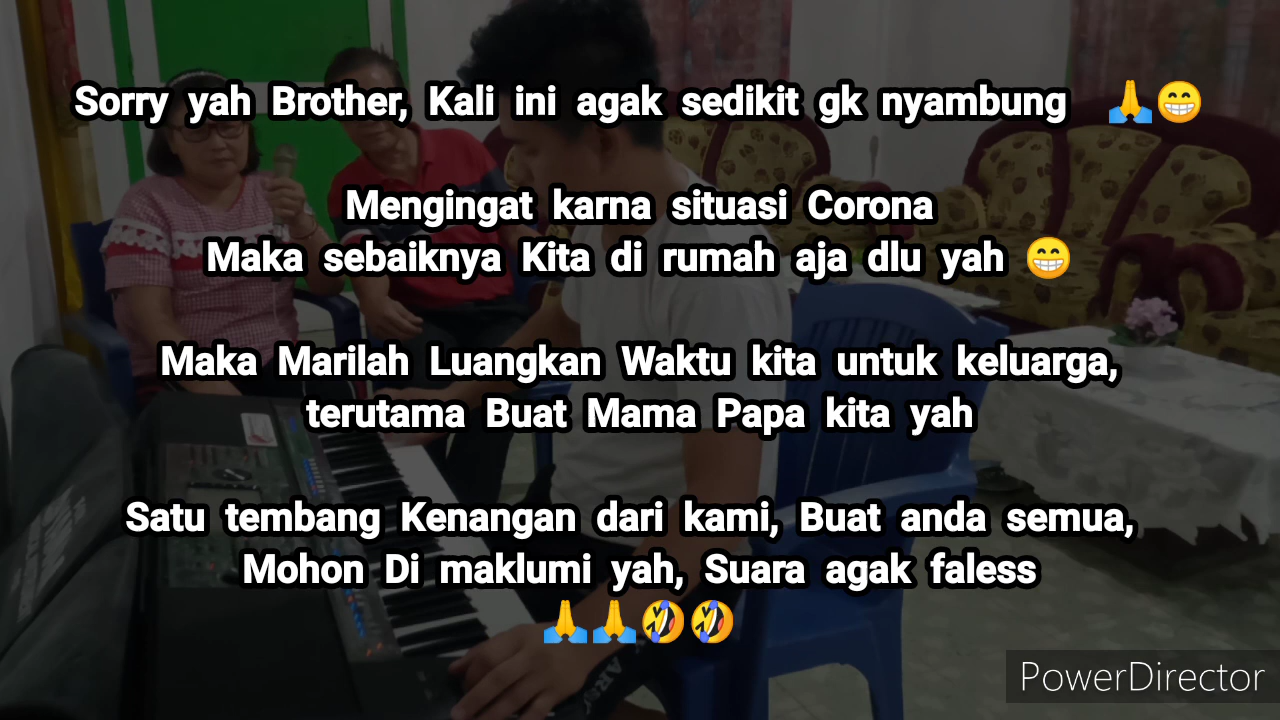 Sorry yah Brother, Kali ini agak sedikit gk nyambung 🙏😁
Mengingat karna situasi Corona
Maka sebaiknya Kita di rumah aja dlu yah 😁
Maka Marilah Luangkan Waktu kita untuk keluarga,
terutama Buat Mama Papa kita yah
Satu tembang Kenangan dari kami, Buat anda semua,
Mohon Di maklumi yah, Suara agak faless
🙏🙏🤣🤣
PowerDirector